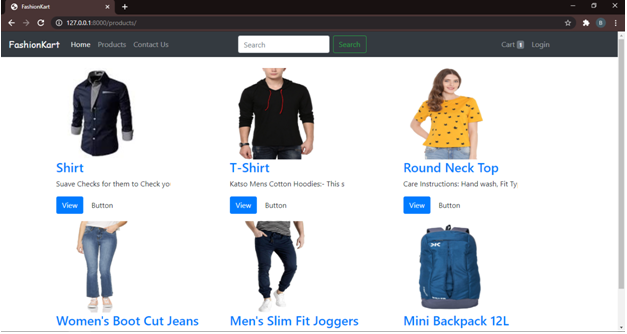 FashionKart
127.0.0.1:8000/products/
B
FashionKart Home Products Contact Us Search Search Cart 1 Login
Shirt T-Shirt Round Neck Top
Suave Checks for them to Check yo Katso Mens Cotton Hoodies:- This s Care Instructions: Hand wash, Fit Ty
View Button View Button View Button
Women's Boot Cut Jeans Men's Slim Fit Joggers Mini Backpack 12L